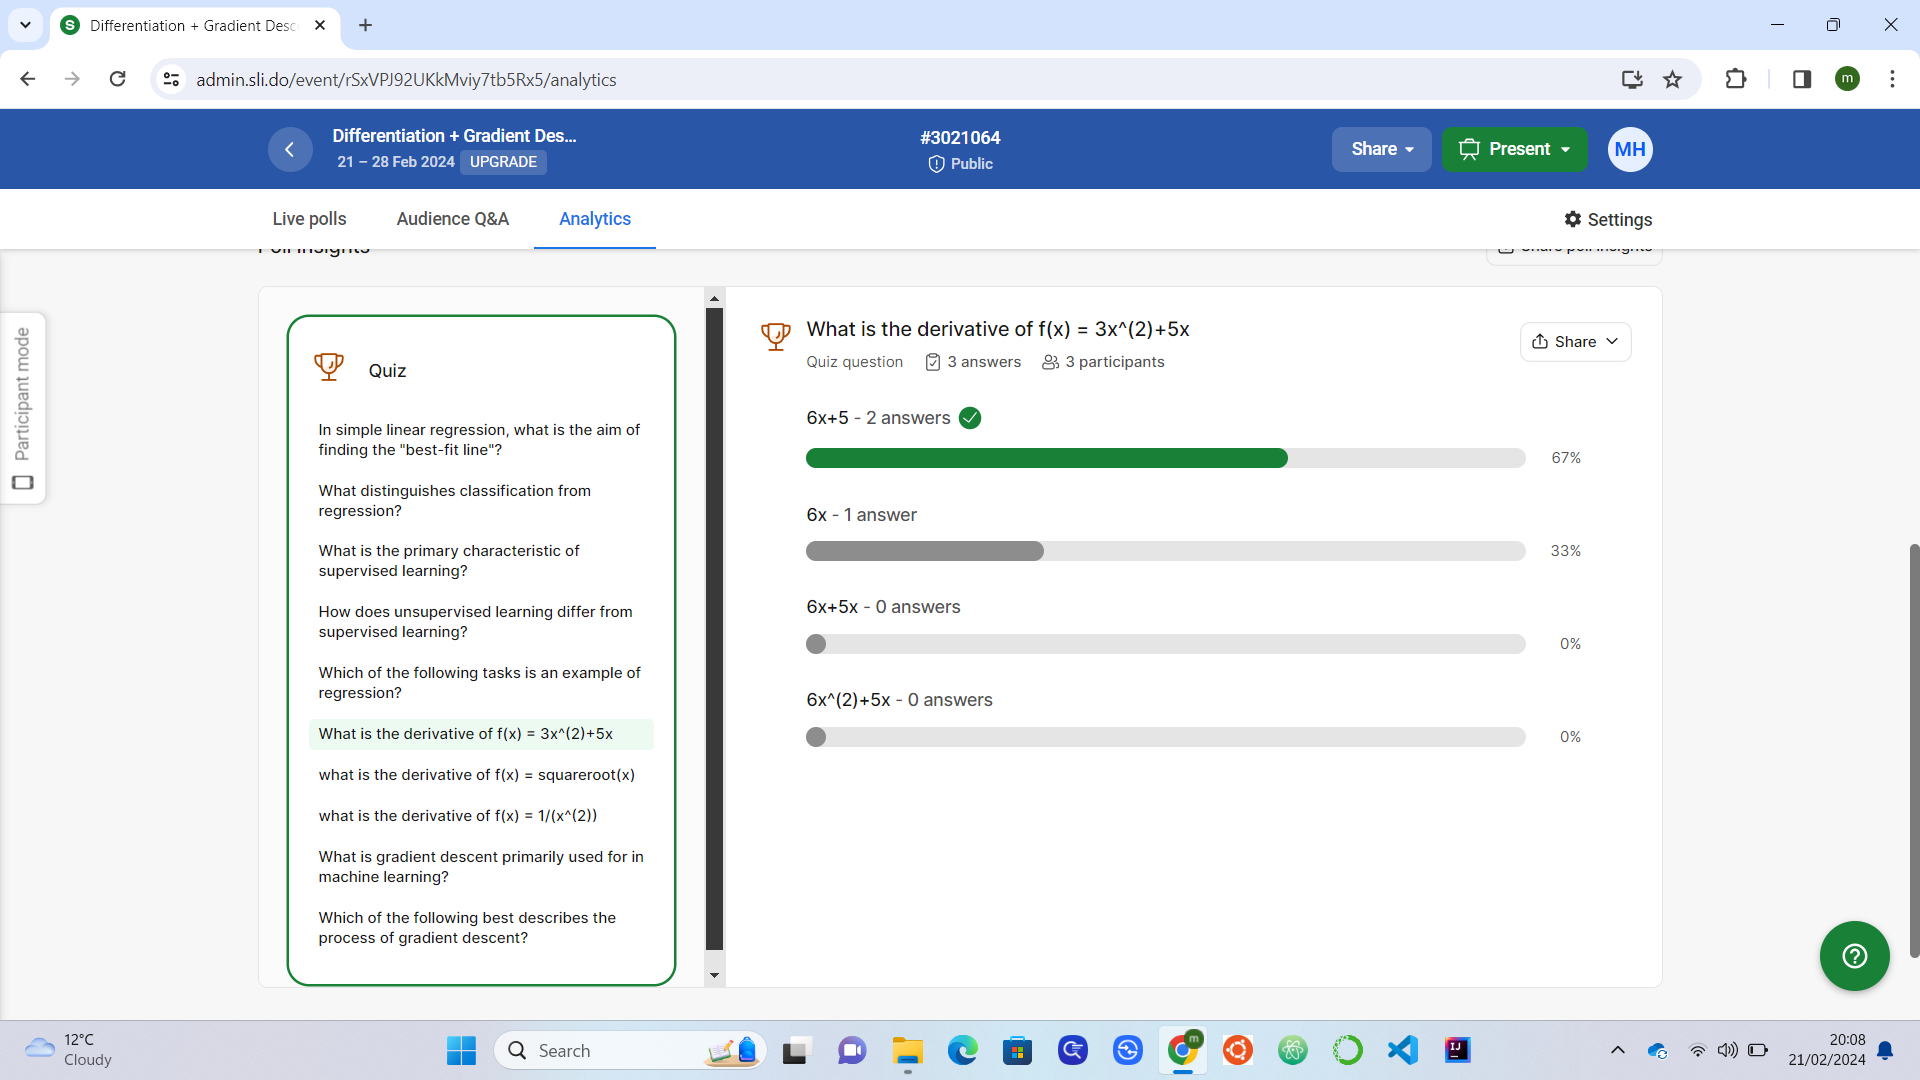 Differentiation + Gradient Desc
admin.sli.do/event/rSxVPJ92UKkMviy7tb5Rx5/analytics
m
Differentiation + Gradient Des...
21 – 28 Feb 2024 UPGRADE
#3021064
Public
Share
Present
MH
Live polls
Audience Q&A
Analytics
Settings
Poll insights
Share poll insights
Participant mode
Quiz
In simple linear regression, what is the aim of
finding the "best-fit line"?
What distinguishes classification from
regression?
What is the primary characteristic of
supervised learning?
How does unsupervised learning differ from
supervised learning?
Which of the following tasks is an example of
regression?
What is the derivative of f(x) = 3x^(2)+5x
what is the derivative of f(x) = squareroot(x)
what is the derivative of f(x) = 1/(x^(2))
What is gradient descent primarily used for in
machine learning?
Which of the following best describes the
process of gradient descent?
What is the derivative of f(x) = 3x^(2)+5x
Quiz question 3 answers 3 participants
Share
6x+5 - 2 answers
67%
6x - 1 answer
33%
6x+5x - 0 answers
0%
6x^(2)+5x - 0 answers
0%
12°C
Cloudy
Search
m
20:08
21/02/2024